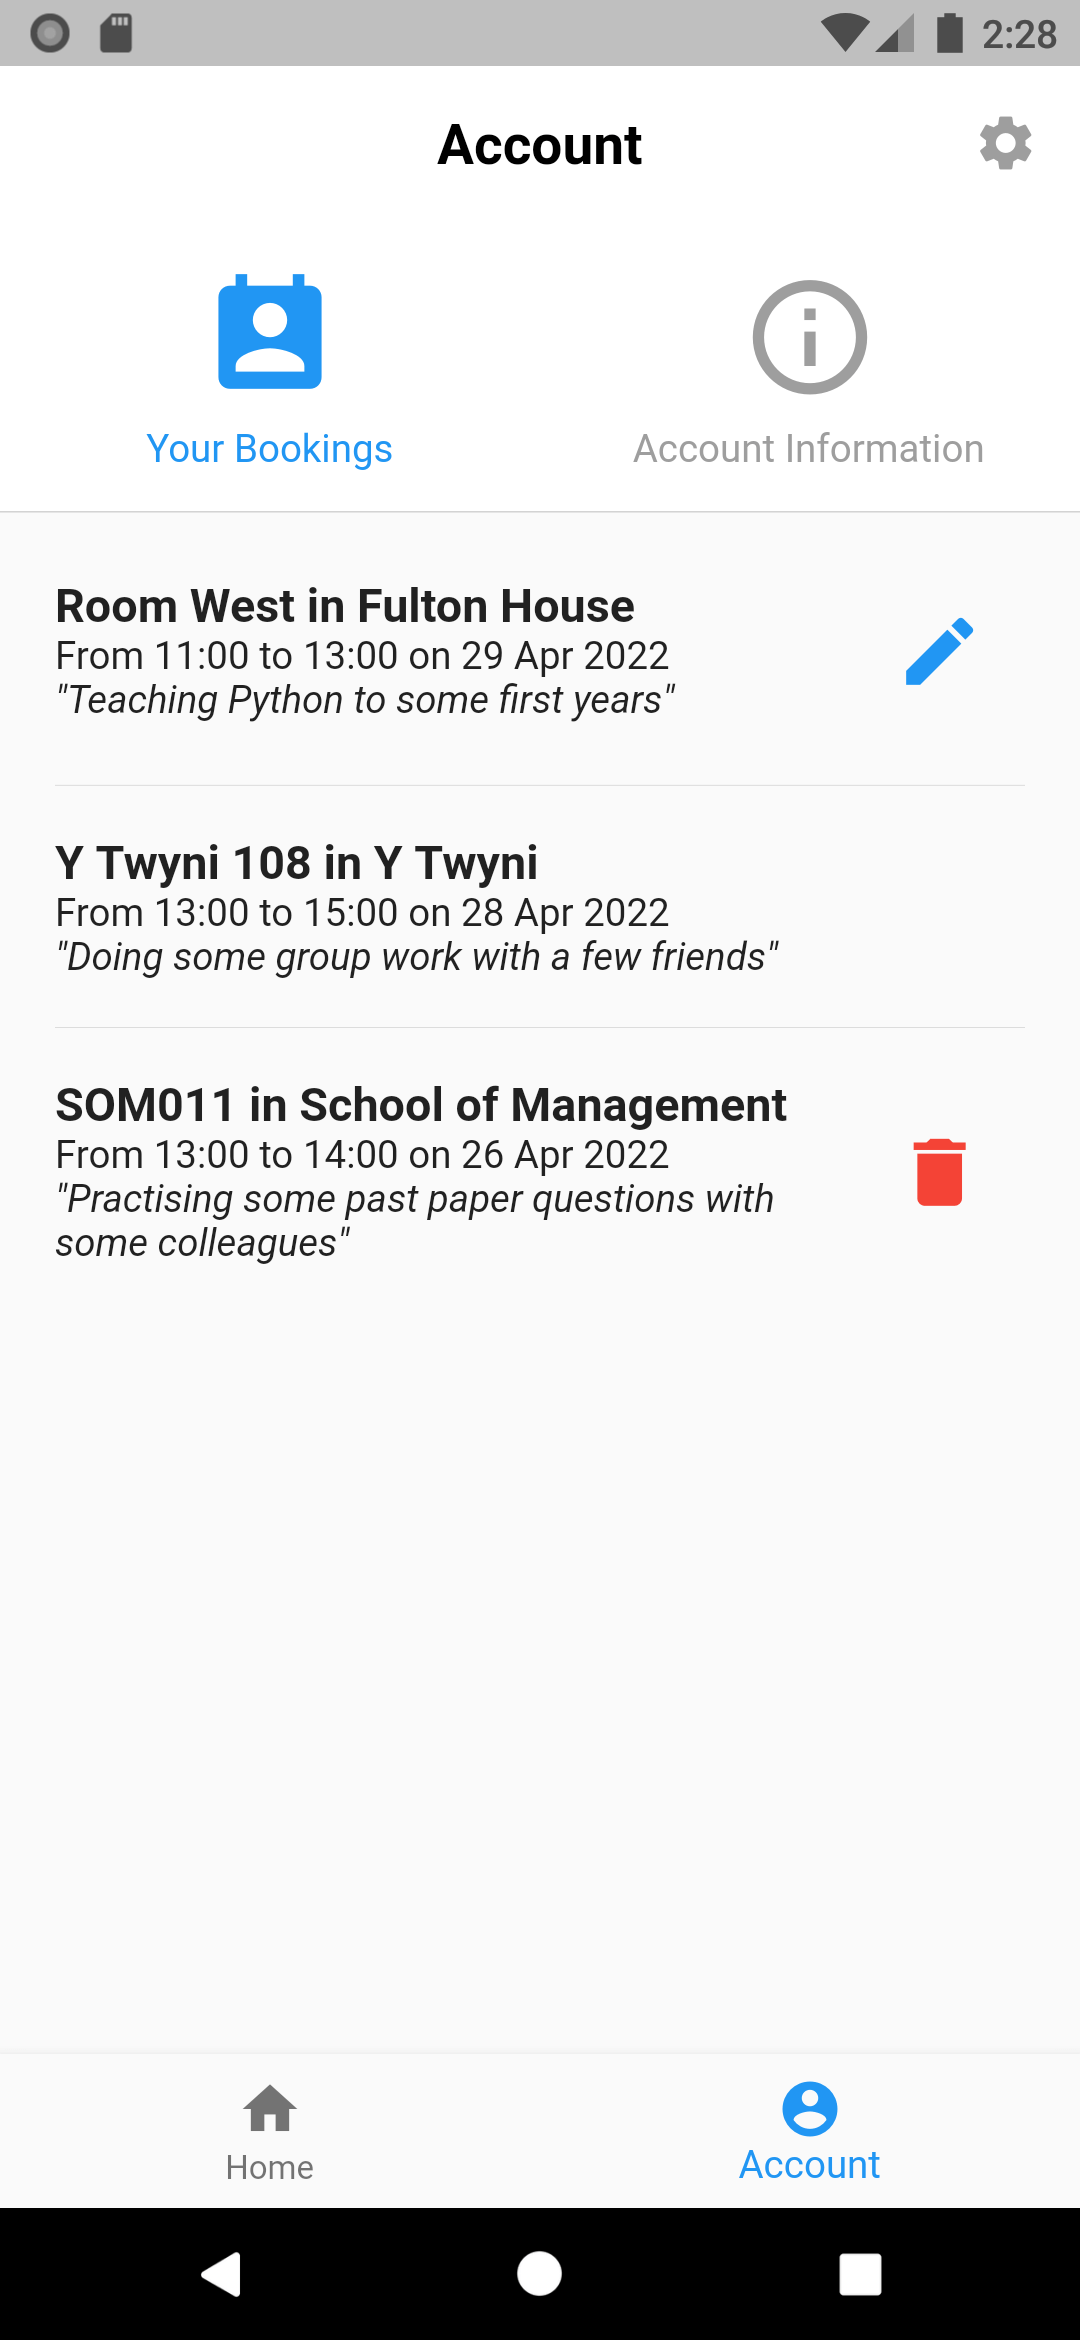 2:28
Account
Your Bookings
Account Information
Room West in Fulton House
From 11:00 to 13:00 on 29 Apr 2022
"Teaching Python to some first years"
Y Twyni 108 in Y Twyni
From 13:00 to 15:00 on 28 Apr 2022
"Doing some group work with a few friends"
SOM011 in School of Management
From 13:00 to 14:00 on 26 Apr 2022
"Practising some past paper questions with
some colleagues"
Home
Account